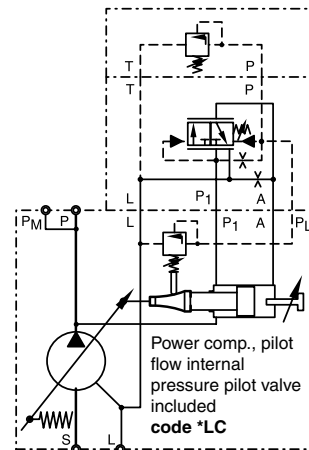 T P
T P
L P1 A
PM P L P1 A PL
Power comp., pilot
flow internal
pressure pilot valve
included
code *LC
S L